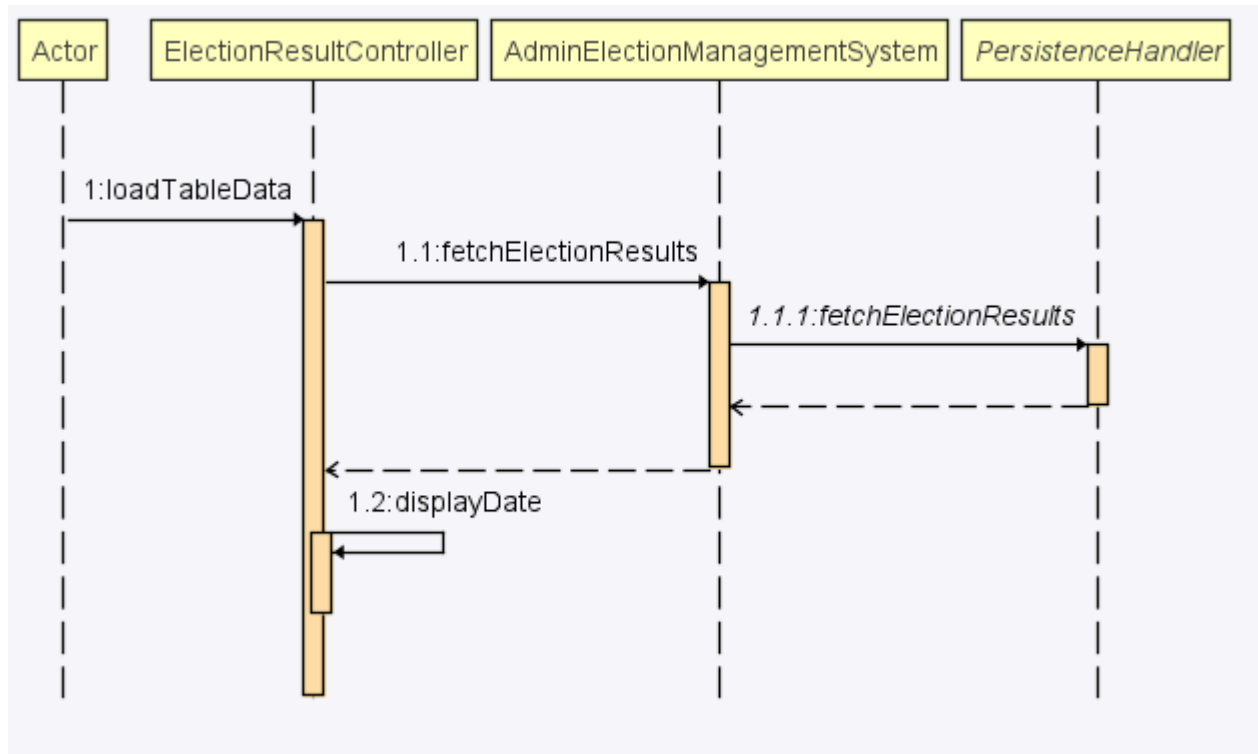 Actor
ElectionResultController
AdminElectionManagementSystem
PersistenceHandler
1:loadTableData
1.1:fetchElectionResults
1.1.1:fetchElectionResults
1.2:displayDate